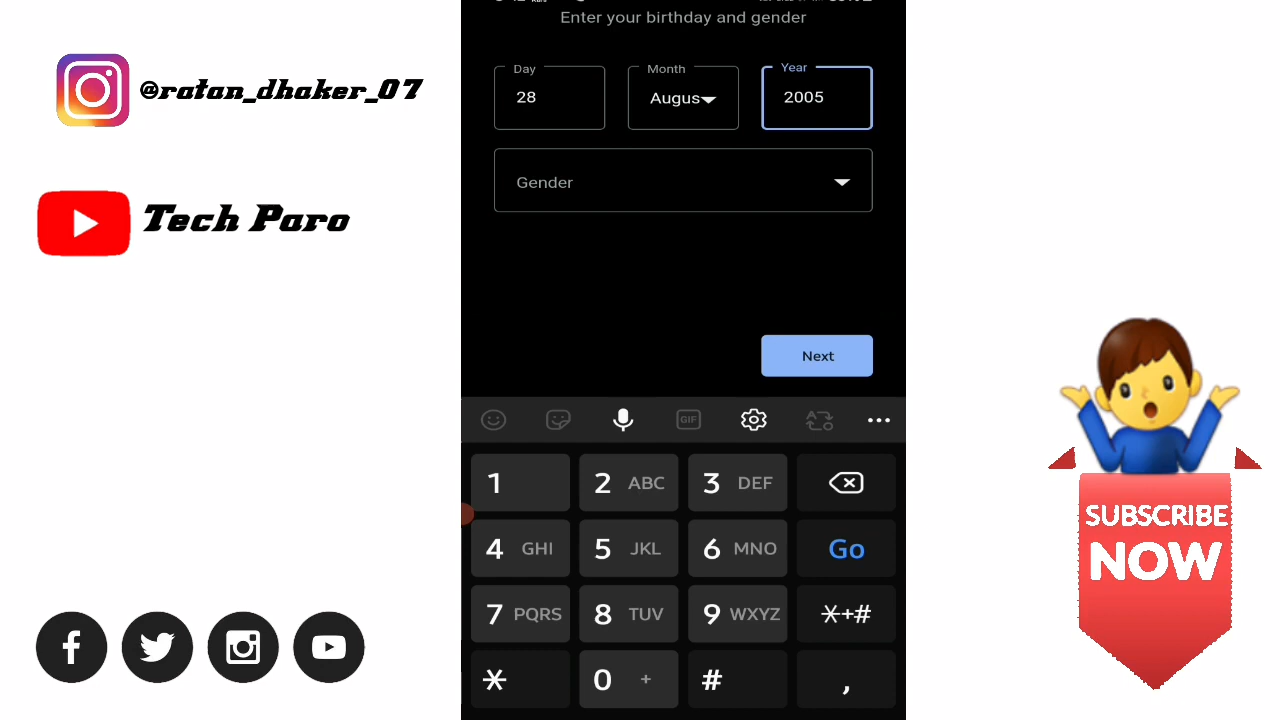 Enter your birthday and gender
@ratan_dhaker_07
Tech Paro
Day
Month
Year
28
Augus
2005
Gender
Next
GIF
1
2 ABC
3 DEF
4 GHI
5 JKL
6 MNO
Go
7 PQRS
8 TUV
9 WXYZ
*+#
*
0 +
#
,
SUBSCRIBE
NOW